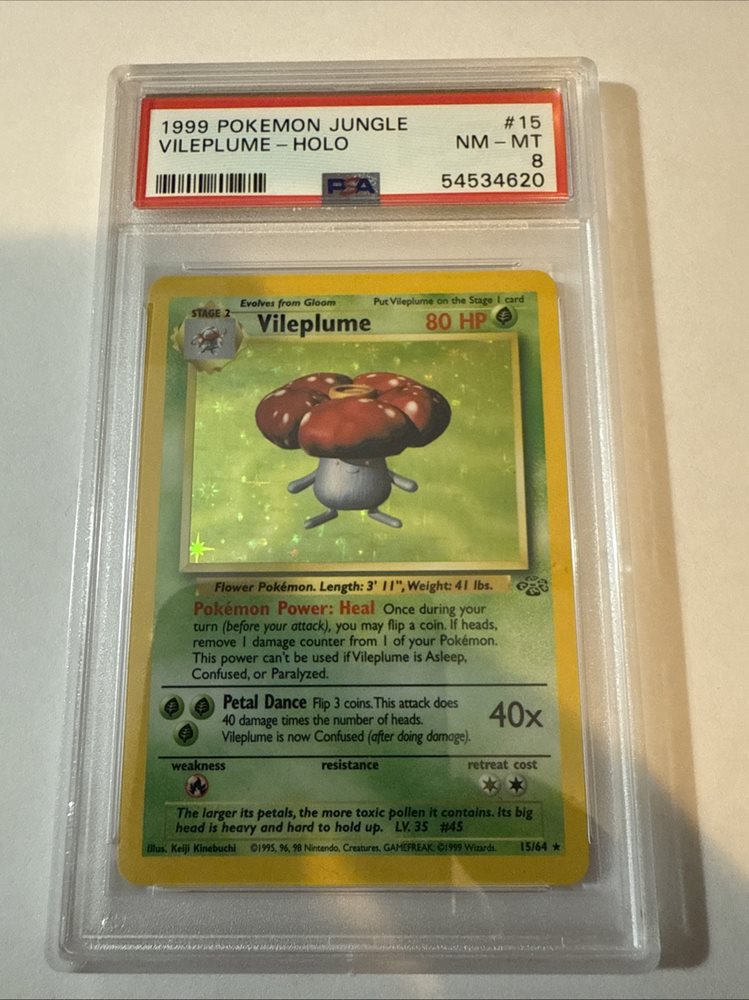 1999 POKEMON JUNGLE #15
VILEPLUME – HOLO NM – MT
8
54534620
PSA
Evolves from Gloom Put Vileplume on the Stage 1 card
STAGE 2
Vileplume 80 HP
Flower Pokémon. Length: 3' 11", Weight: 41 lbs.
Pokémon Power: Heal Once during your
turn (before your attack), you may flip a coin. If heads,
remove 1 damage counter from 1 of your Pokémon.
This power can't be used if Vileplume is Asleep,
Confused, or Paralyzed.
Petal Dance Flip 3 coins. This attack does
40 damage times the number of heads.
Vileplume is now Confused (after doing damage).
40x
weakness resistance retreat cost
The larger its petals, the more toxic pollen it contains. Its big
head is heavy and hard to hold up. LV. 35 #45
Illus. Keiji Kinebuchi ©1995, 96, 98 Nintendo, Creatures, GAMEFREAK. ©1999 Wizards. 15/64 ★